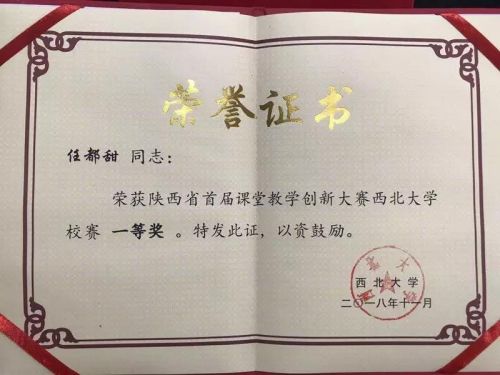 荣誉证书
任都甜 同志：
荣获陕西省首届课堂教学创新大赛西北大学
校赛 一等奖 。特发此证，以资鼓励。
西北大学
二〇一八年十一月